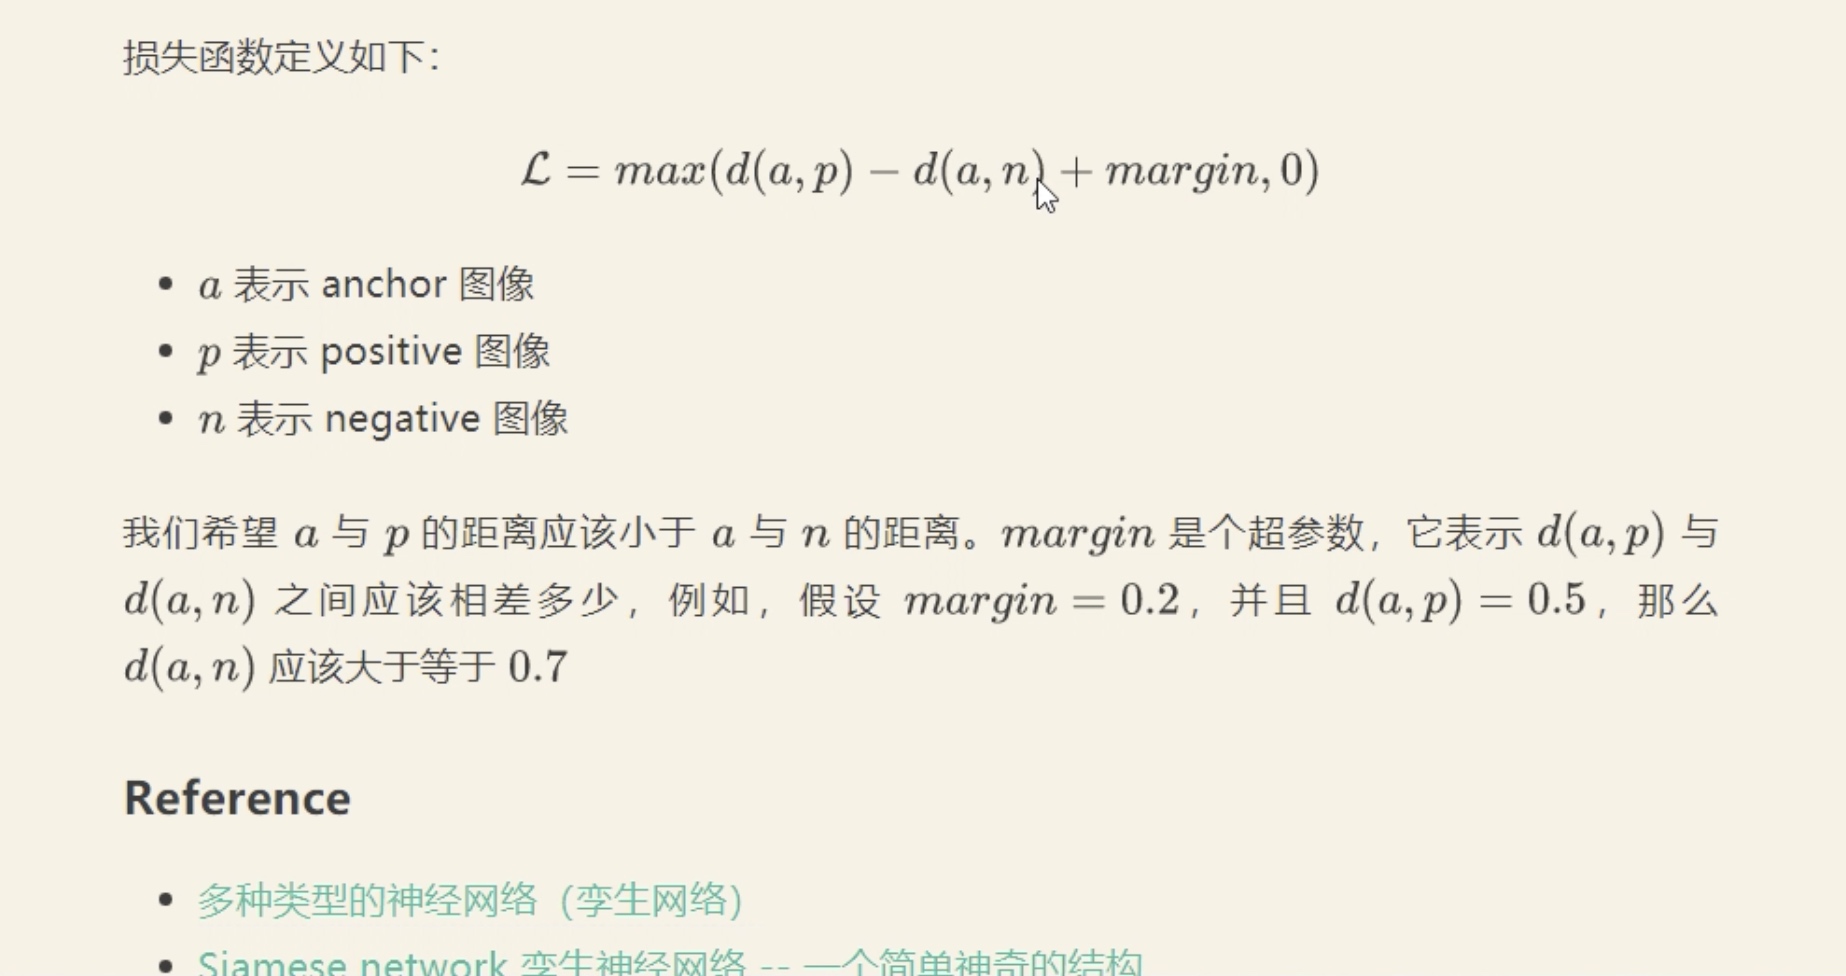 损失函数定义如下：
ℒ = max(d(a, p) − d(a, n) + margin, 0)
• a 表示 anchor 图像
• p 表示 positive 图像
• n 表示 negative 图像
我们希望 a 与 p 的距离应该小于 a 与 n 的距离。margin 是个超参数，它表示 d(a, p) 与
d(a, n) 之间应该相差多少，例如，假设 margin = 0.2，并且 d(a, p) = 0.5，那么
d(a, n) 应该大于等于 0.7
Reference
• 多种类型的神经网络（孪生网络）
• Siamese network 孪生神经网络 -- 一个简单神奇的结构